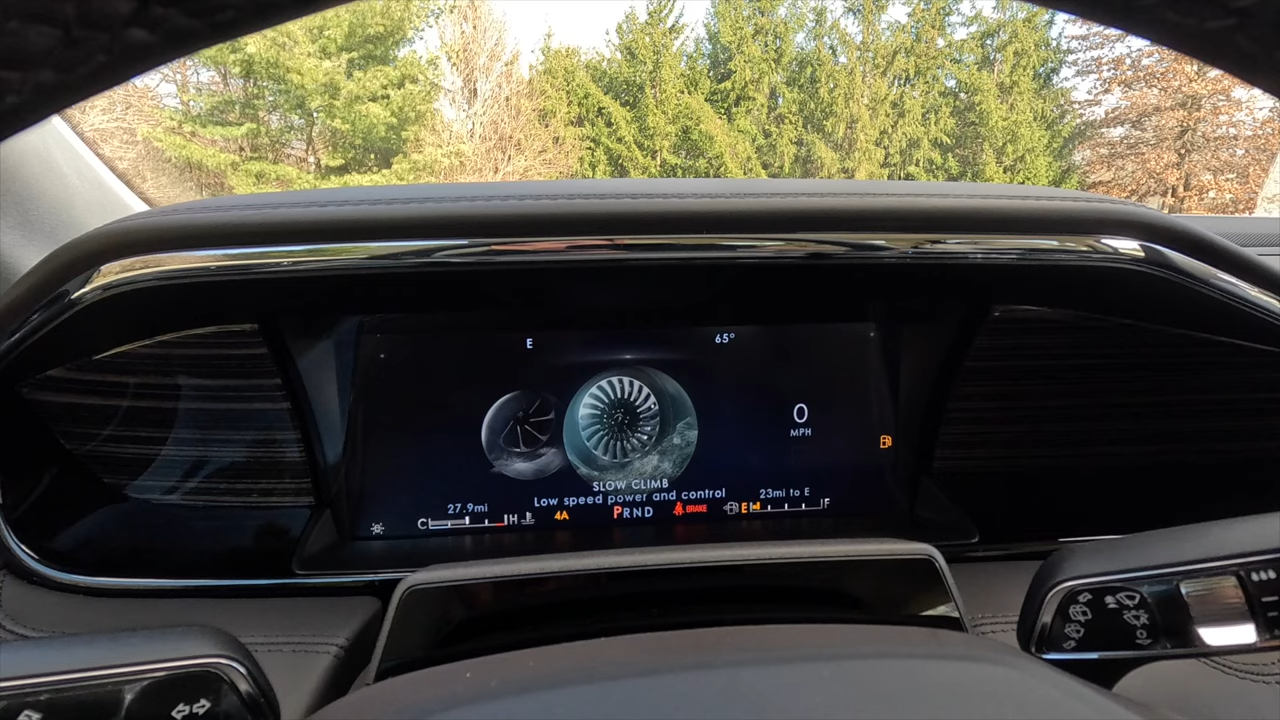 E
65°
0
MPH
SLOW CLIMB
Low speed power and control
27.9mi
23mi to E
C H
4A
PRND
BRAKE
E F